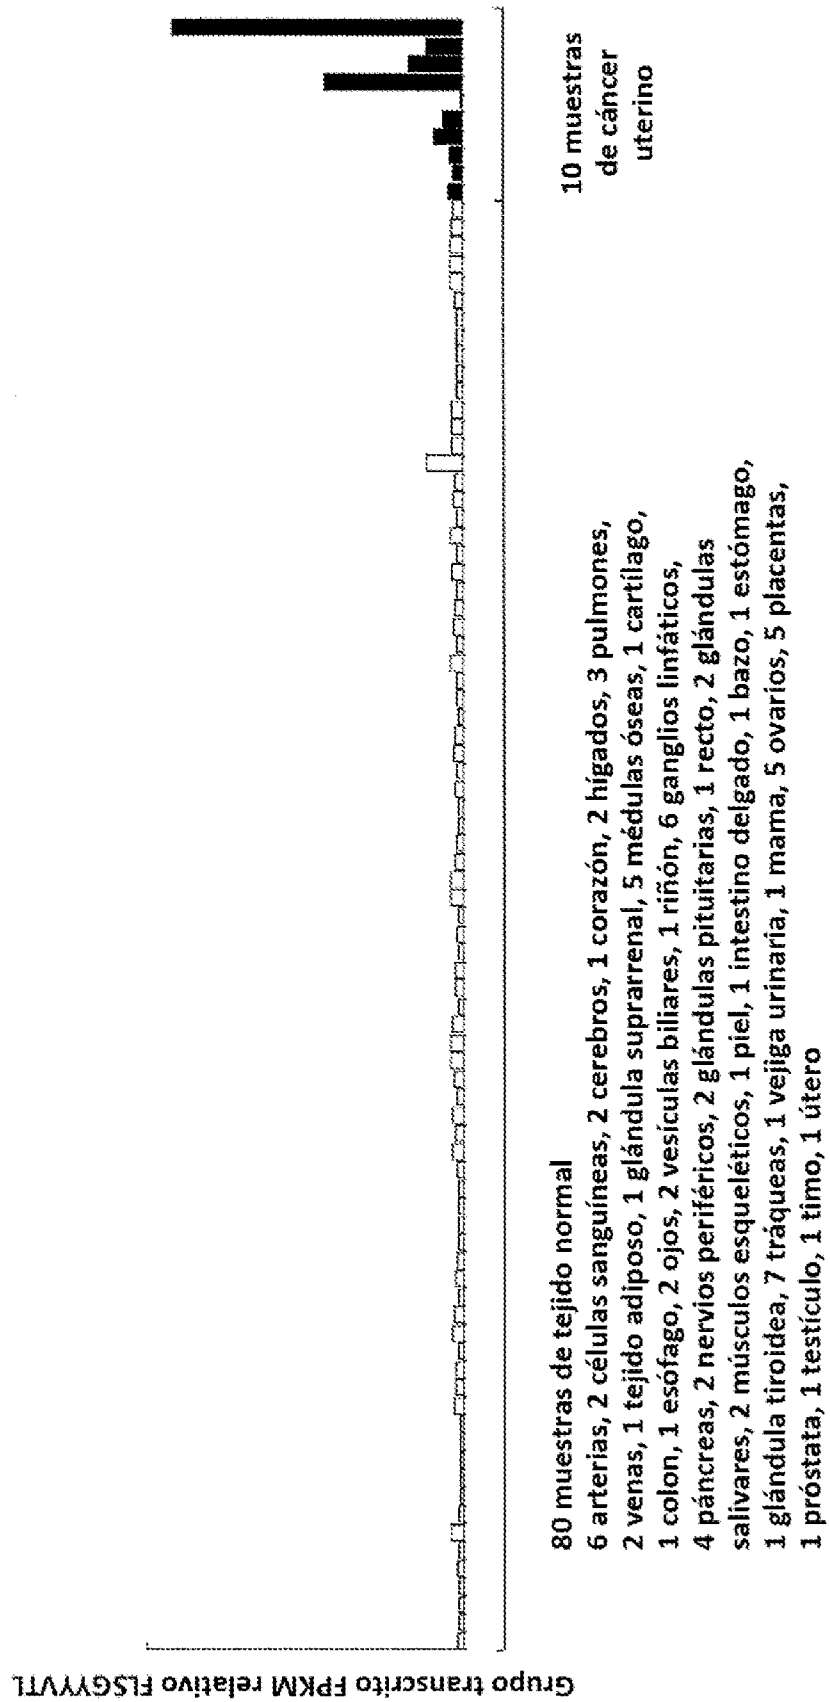 Grupo transcrito FPKM relativo FLSGYYVTL
80 muestras de tejido normal
6 arterias, 2 células sanguíneas, 2 cerebros, 1 corazón, 2 hígados, 3 pulmones,
2 venas, 1 tejido adiposo, 1 glándula suprarrenal, 5 médulas óseas, 1 cartílago,
1 colon, 1 esófago, 2 ojos, 2 vesículas biliares, 1 riñón, 6 ganglios linfáticos,
4 páncreas, 2 nervios periféricos, 2 glándulas pituitarias, 1 recto, 2 glándulas
salivares, 2 músculos esqueléticos, 1 piel, 1 intestino delgado, 1 bazo, 1 estómago,
1 glándula tiroidea, 7 tráqueas, 1 vejiga urinaria, 1 mama, 5 ovarios, 5 placentas,
1 próstata, 1 testículo, 1 timo, 1 útero
10 muestras
de cáncer
uterino